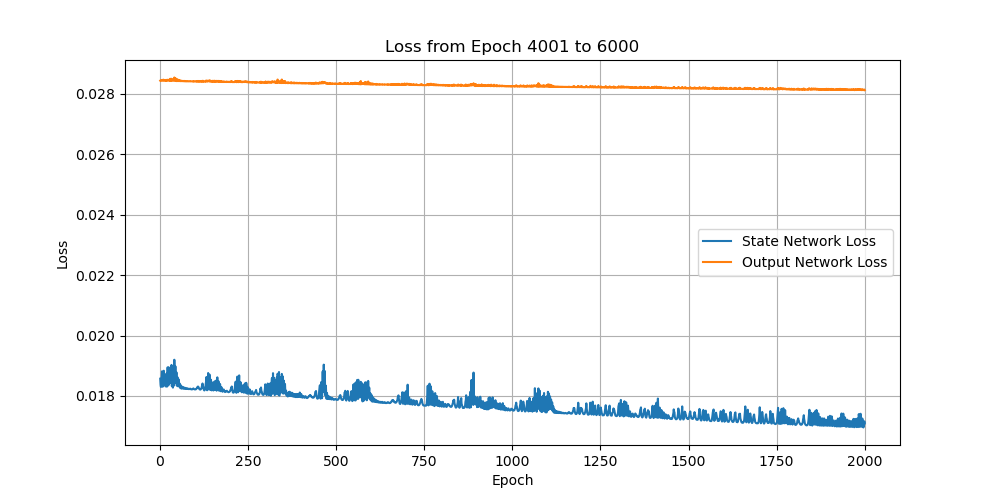 Loss from Epoch 4001 to 6000
Loss
0.028
0.026
0.024
0.022
0.020
0.018
State Network Loss
Output Network Loss
0 250 500 750 1000 1250 1500 1750 2000
Epoch